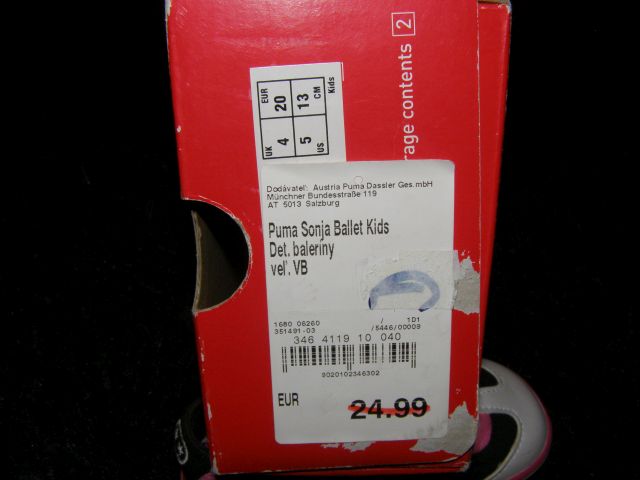 rage contents 2
EUR 20 13 CM Kids
UK 4 5 US
Dodávateľ: Austria Puma Dassler Ges.mbH
Münchner Bundesstraße 119
AT 5013 Salzburg
Puma Sonja Ballet Kids
Det. baleríny
veľ. VB
1680 06260 / 1D1
351491-03 /5446/00009
346 4119 10 040
9020102346302
EUR 24.99